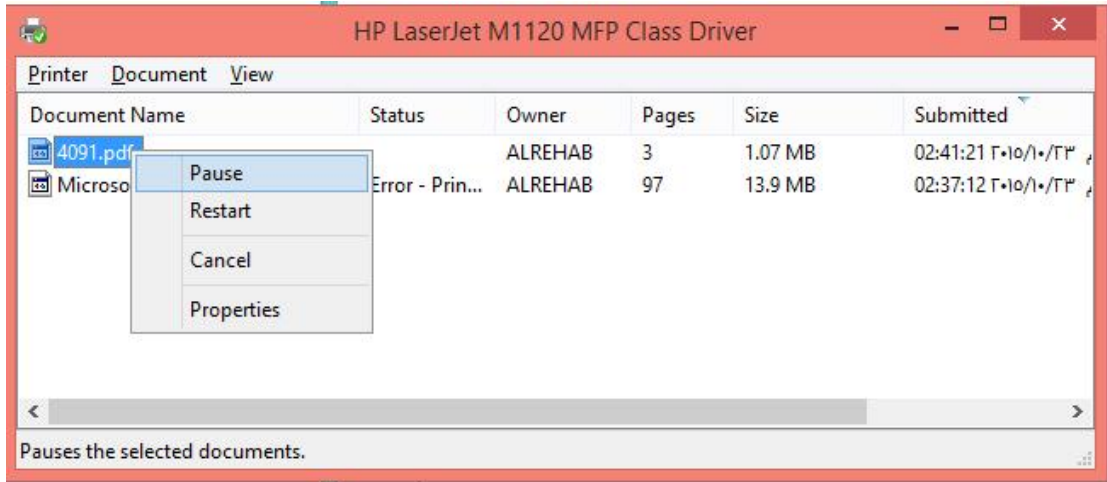 HP LaserJet M1120 MFP Class Driver
Printer Document View
Document Name Status Owner Pages Size Submitted
4091.pdf ALREHAB 3 1.07 MB 02:41:21 ٢٠١٥/١٠/٢٣ م
Microso Error - Prin... ALREHAB 97 13.9 MB 02:37:12 ٢٠١٥/١٠/٢٣ م
Pause
Restart
Cancel
Properties
Pauses the selected documents.